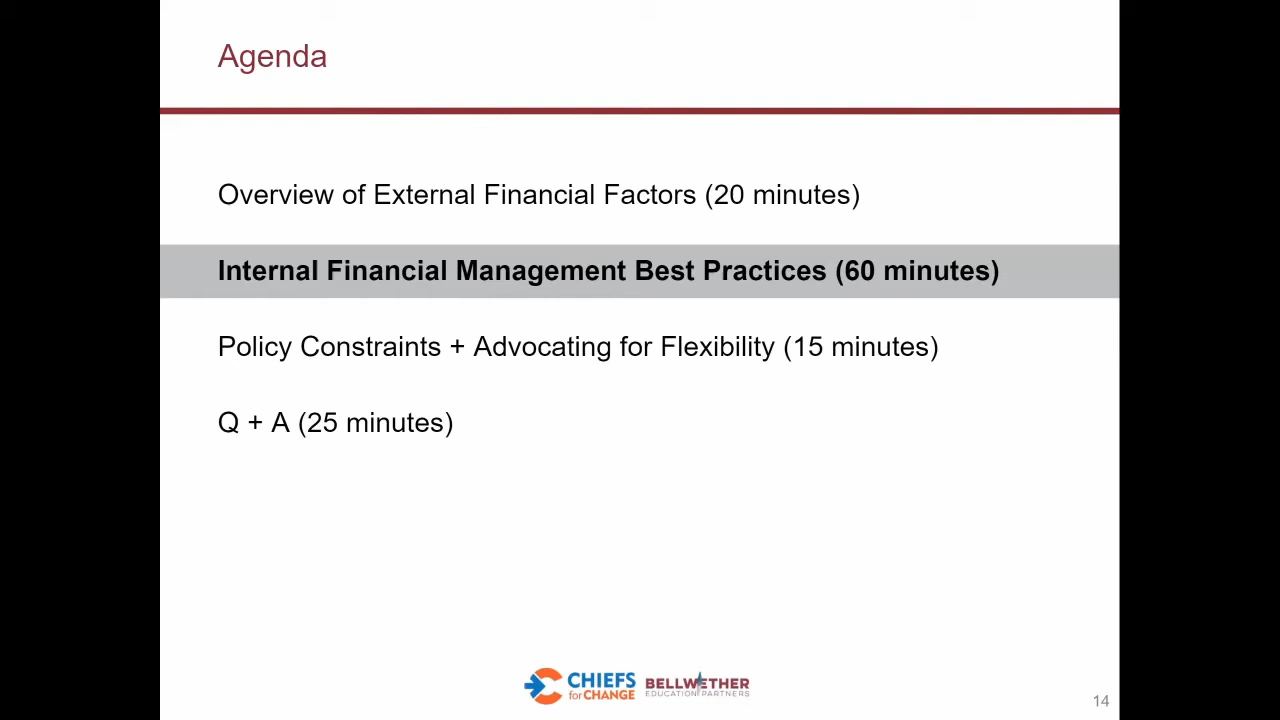 Agenda
Overview of External Financial Factors (20 minutes)
Internal Financial Management Best Practices (60 minutes)
Policy Constraints + Advocating for Flexibility (15 minutes)
Q + A (25 minutes)
CHIEFS
for CHANGE
BELLWETHER
EDUCATION PARTNERS
14